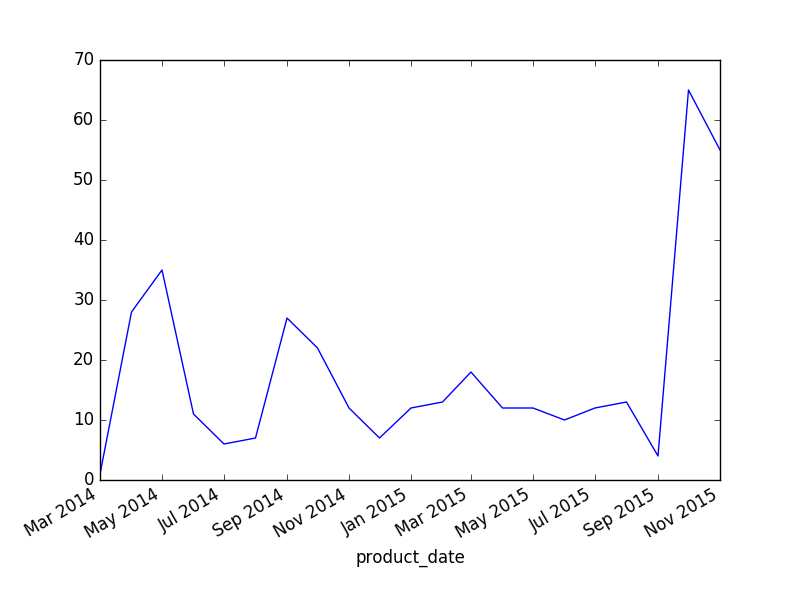 70
60
50
40
30
20
10
0
Mar 2014
May 2014
Jul 2014
Sep 2014
Nov 2014
Jan 2015
Mar 2015
May 2015
Jul 2015
Sep 2015
Nov 2015
product_date